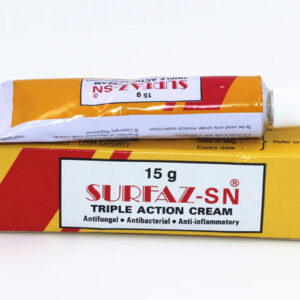 15 g
SURFAZ-SN®
TRIPLE ACTION CREAM
To be used only under medical supervision
15 g
SURFAZ-SN®
TRIPLE ACTION CREAM
Antifungal • Antibacterial • Anti-inflammatory
Expiry date :